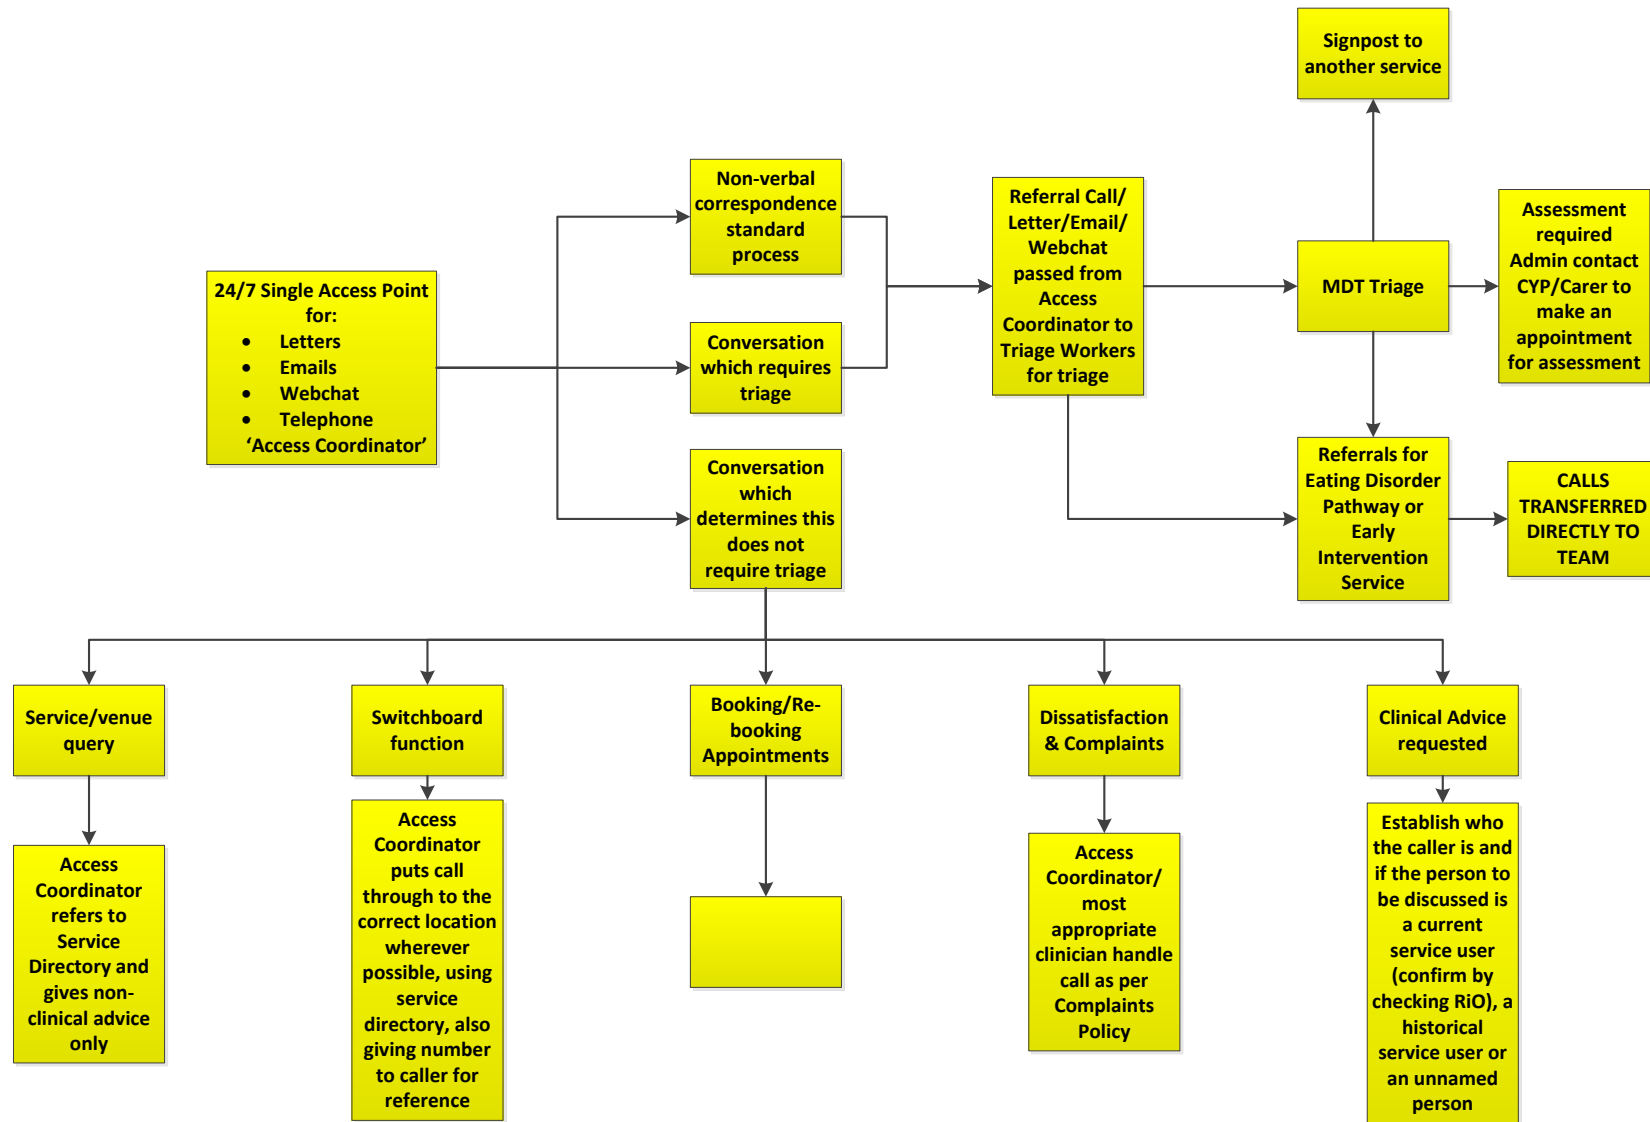 Signpost to
another service
Non-verbal
correspondence
standard
process
Referral Call/
Letter/Email/
Webchat
passed from
Access
Coordinator to
Triage Workers
for triage
Assessment
required
Admin contact
CYP/Carer to
make an
appointment
for assessment
MDT Triage
24/7 Single Access Point
for:
• Letters
• Emails
• Webchat
• Telephone
‘Access Coordinator’
Conversation
which requires
triage
Conversation
which
determines this
does not
require triage
Referrals for
Eating Disorder
Pathway or
Early
Intervention
Service
CALLS
TRANSFERRED
DIRECTLY TO
TEAM
Service/venue
query
Switchboard
function
Booking/Re-
booking
Appointments
Dissatisfaction
& Complaints
Clinical Advice
requested
Access
Coordinator
refers to
Service
Directory and
gives non-
clinical advice
only
Access
Coordinator
puts call
through to the
correct location
wherever
possible, using
service
directory, also
giving number
to caller for
reference
Access
Coordinator/
most
appropriate
clinician handle
call as per
Complaints
Policy
Establish who
the caller is and
if the person to
be discussed is
a current
service user
(confirm by
checking RiO), a
historical
service user or
an unnamed
person